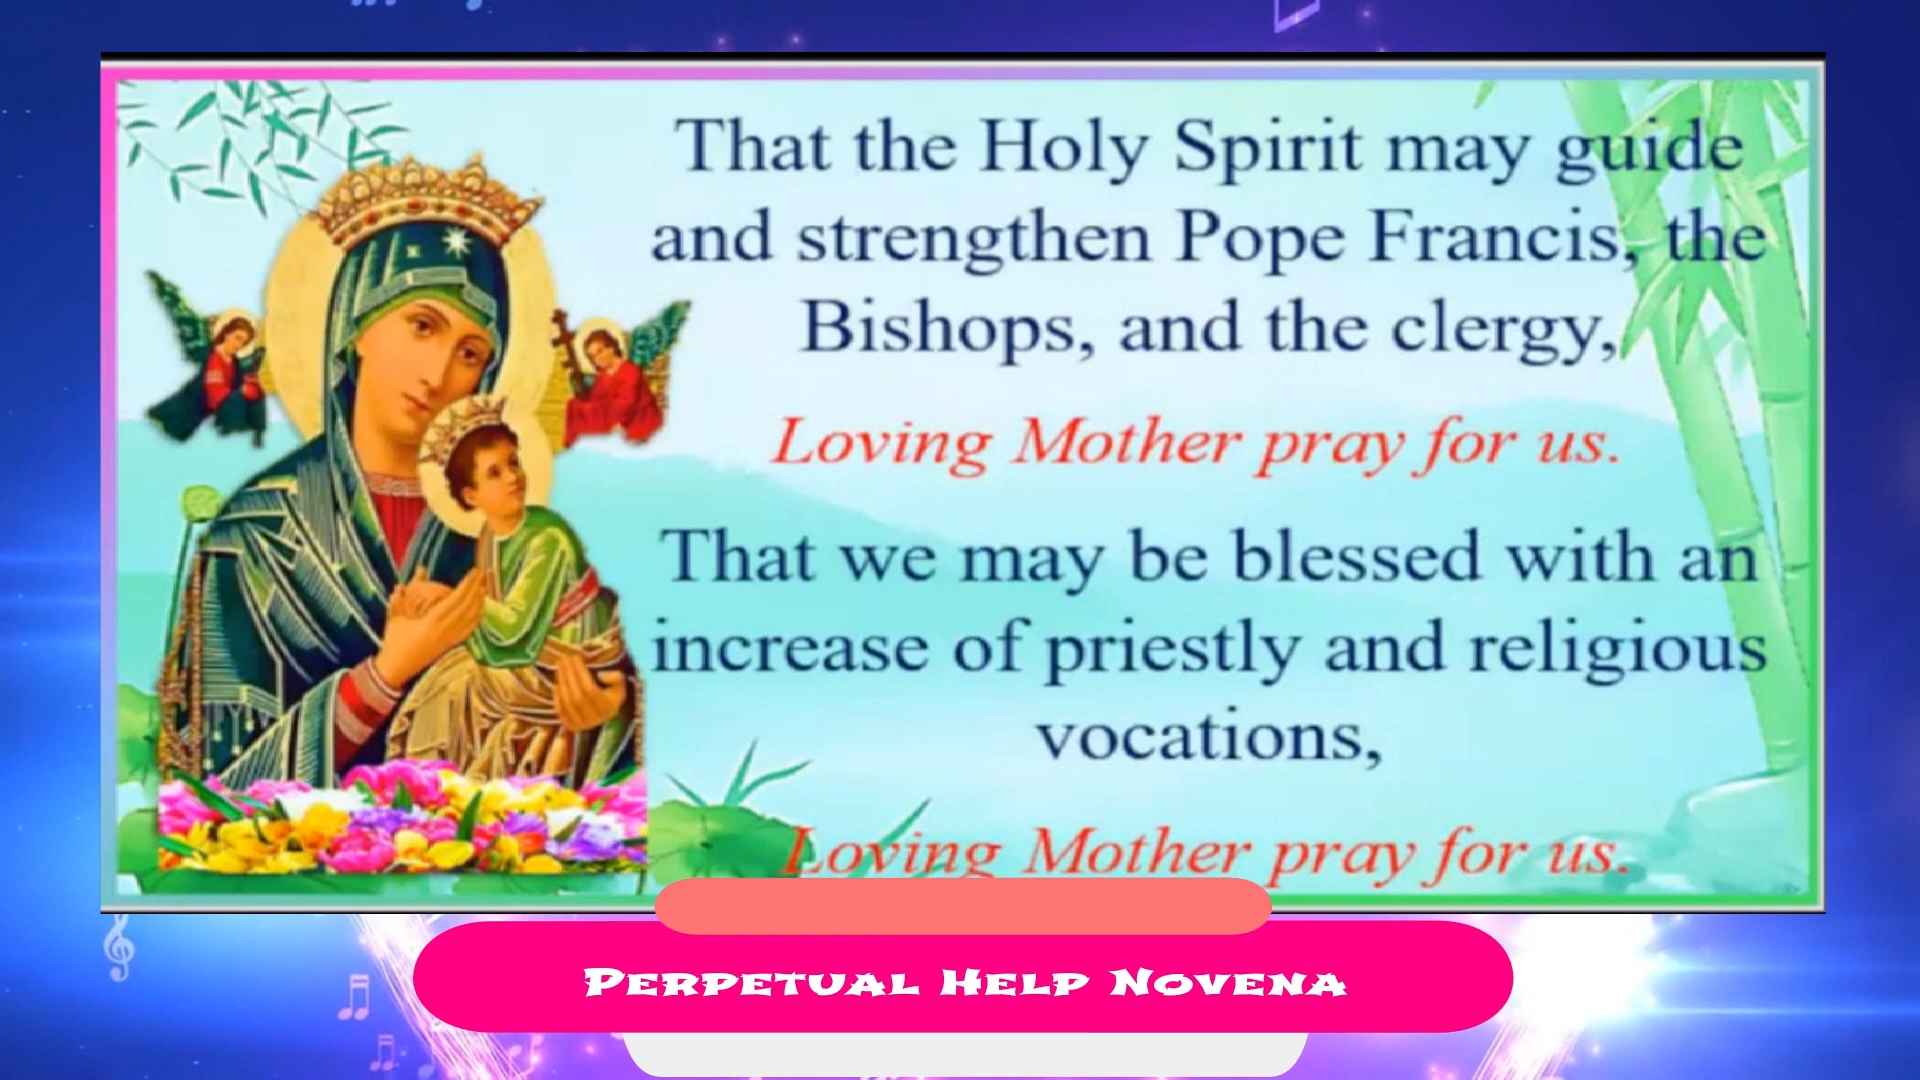 That the Holy Spirit may guide
and strengthen Pope Francis, the
Bishops, and the clergy,
Loving Mother pray for us.
That we may be blessed with an
increase of priestly and religious
vocations,
Loving Mother pray for us.
Perpetual Help Novena